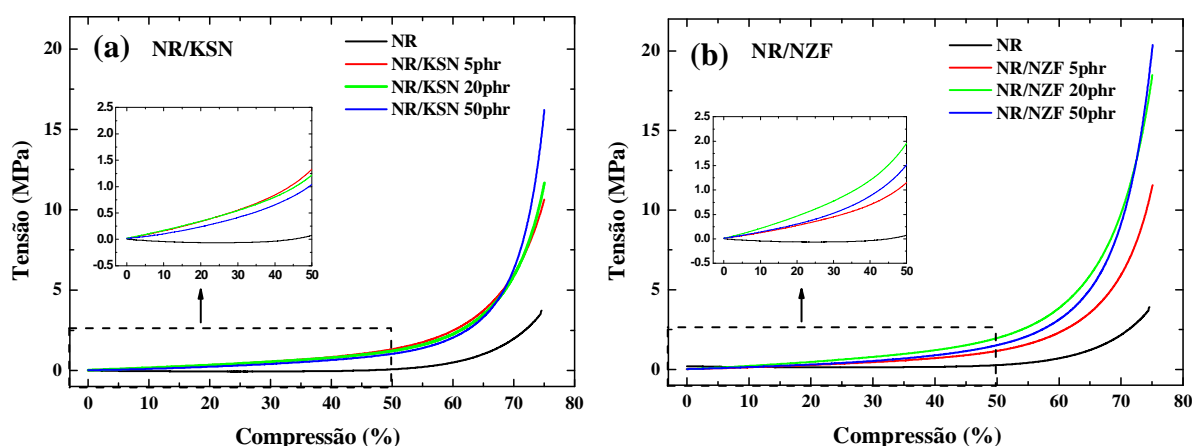 (a) NR/KSN
NR
NR/KSN 5phr
NR/KSN 20phr
NR/KSN 50phr
Tensão (MPa)
20
15
10
5
0
2.5
2.0
1.5
1.0
0.5
0.0
-0.5
0 10 20 30 40 50
0 10 20 30 40 50 60 70 80
Compressão (%)
(b) NR/NZF
NR
NR/NZF 5phr
NR/NZF 20phr
NR/NZF 50phr
Tensão (MPa)
20
15
10
5
0
2.5
2.0
1.5
1.0
0.5
0.0
-0.5
0 10 20 30 40 50
0 10 20 30 40 50 60 70 80
Compressão (%)